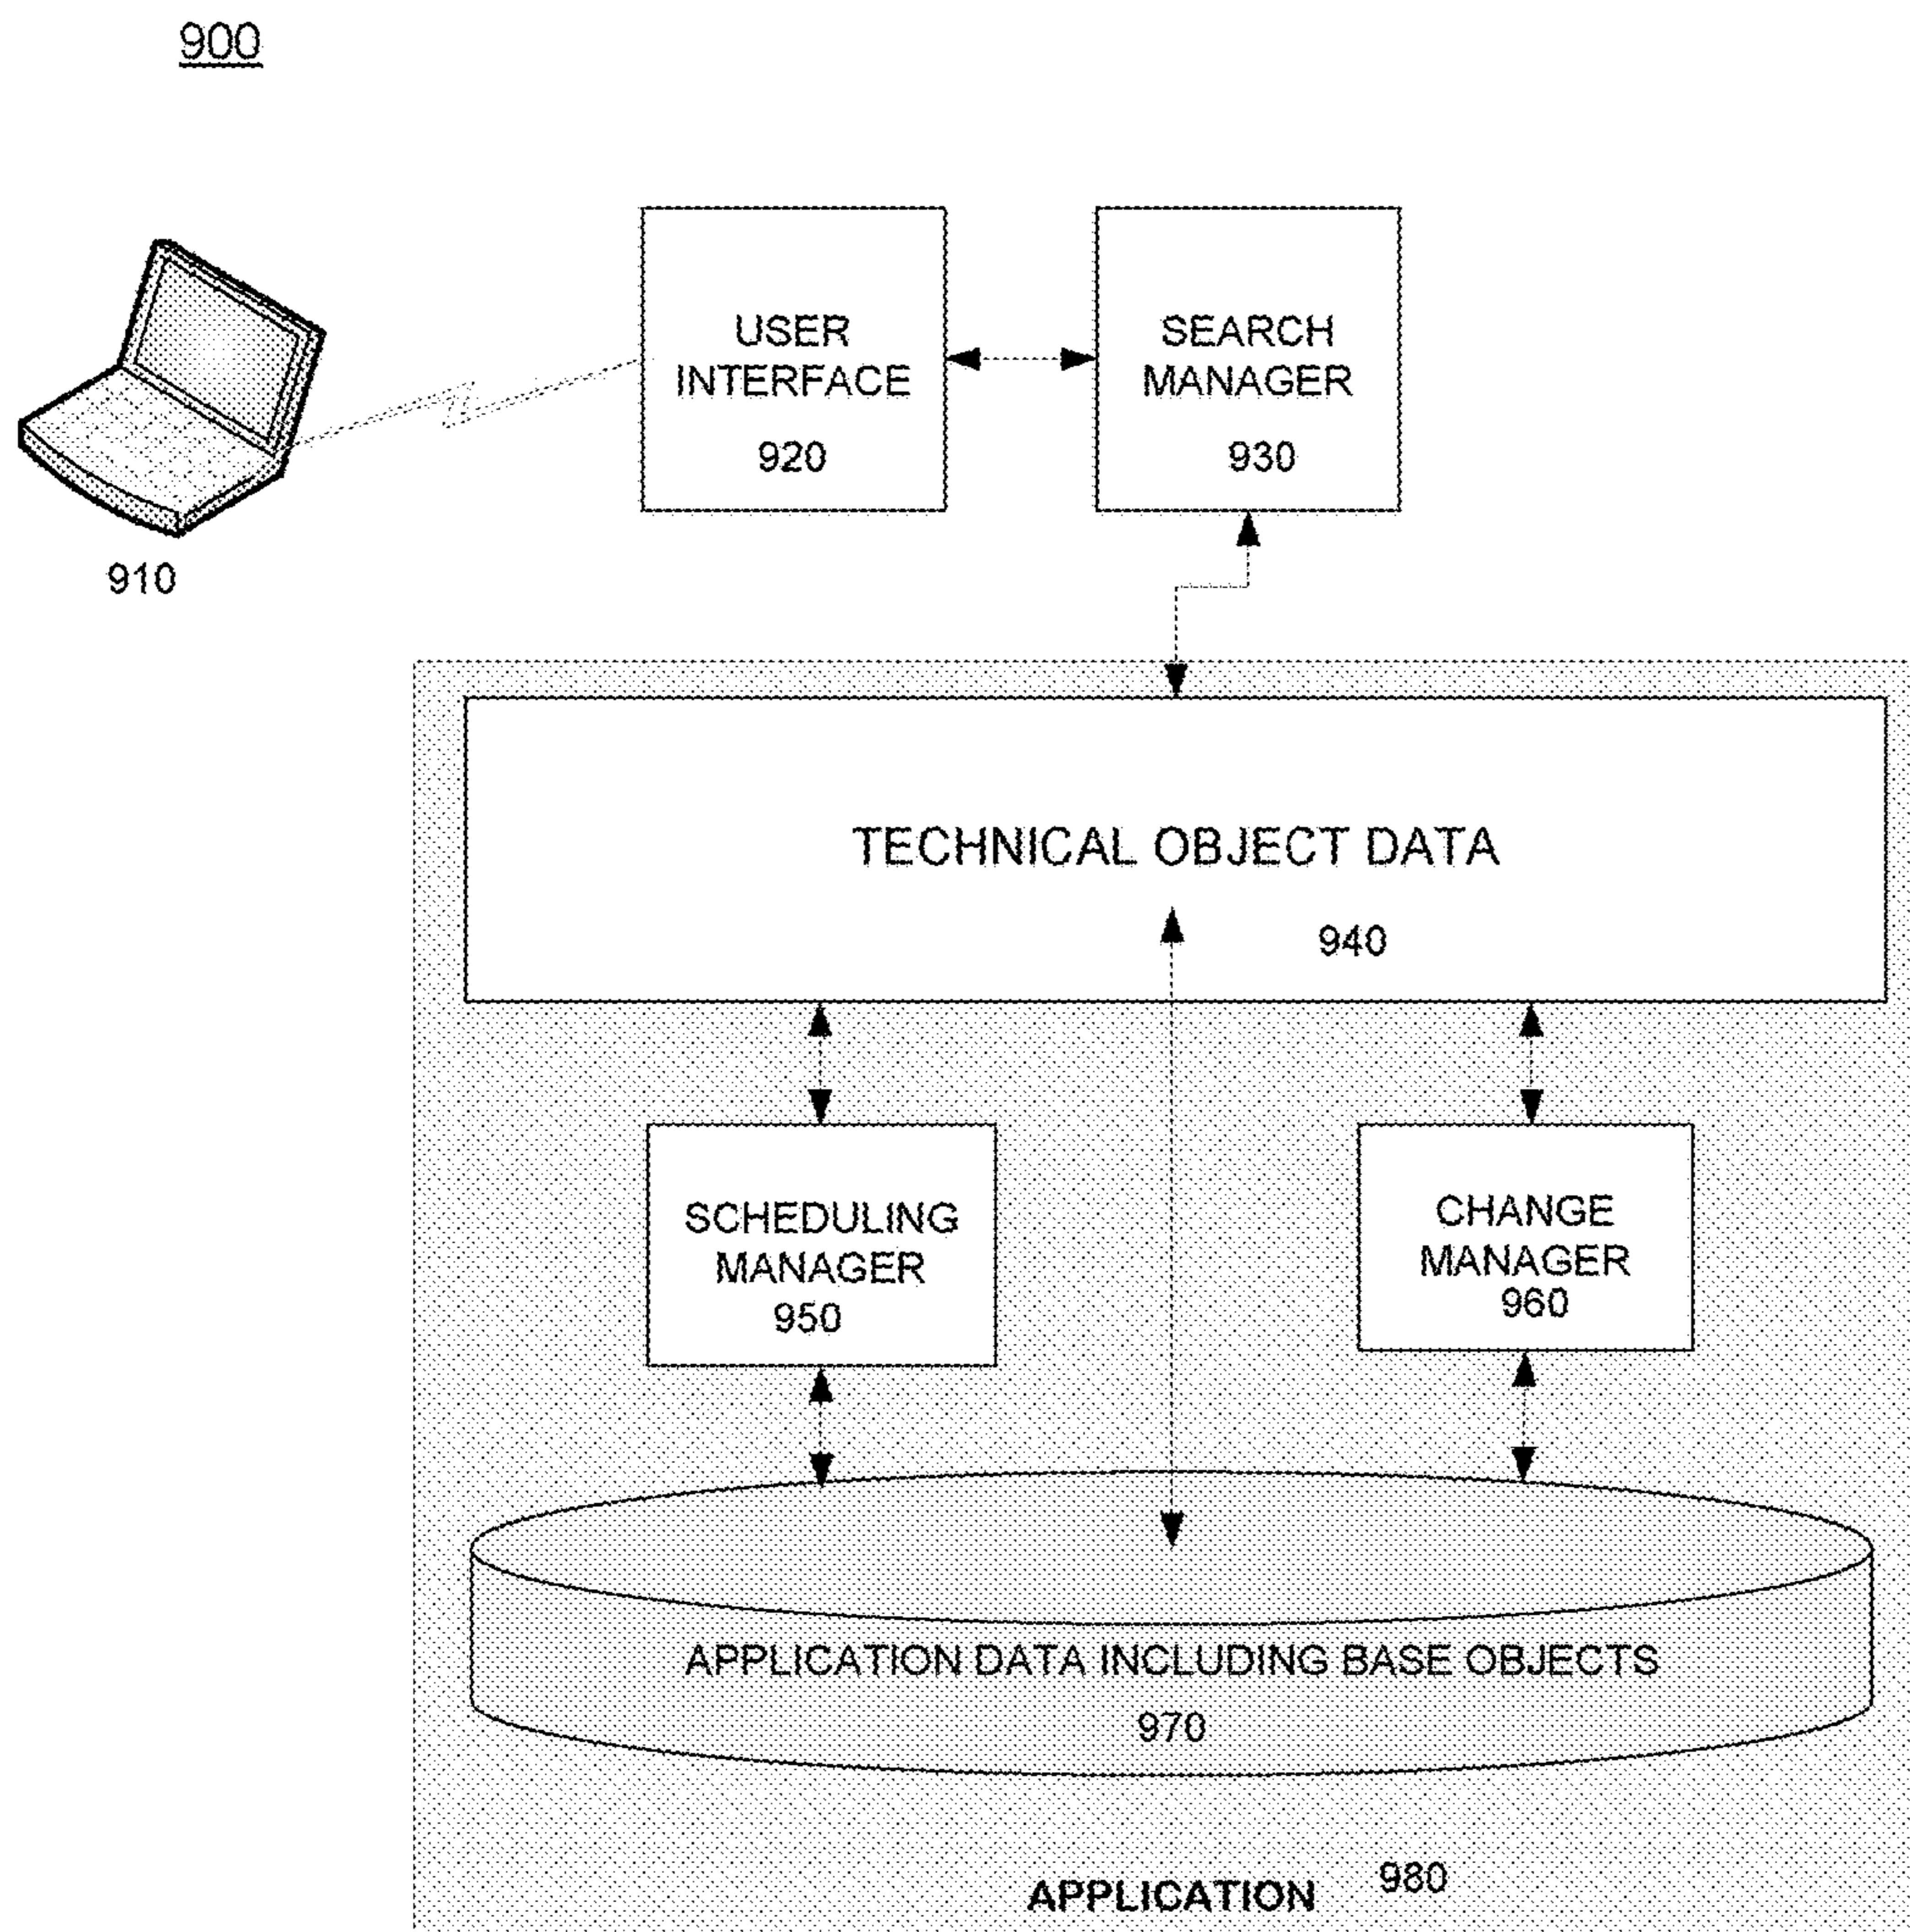 900
USER
INTERFACE
920
SEARCH
MANAGER
930
910
TECHNICAL OBJECT DATA
940
SCHEDULING
MANAGER
950
CHANGE
MANAGER
960
APPLICATION DATA INCLUDING BASE OBJECTS
970
APPLICATION 980